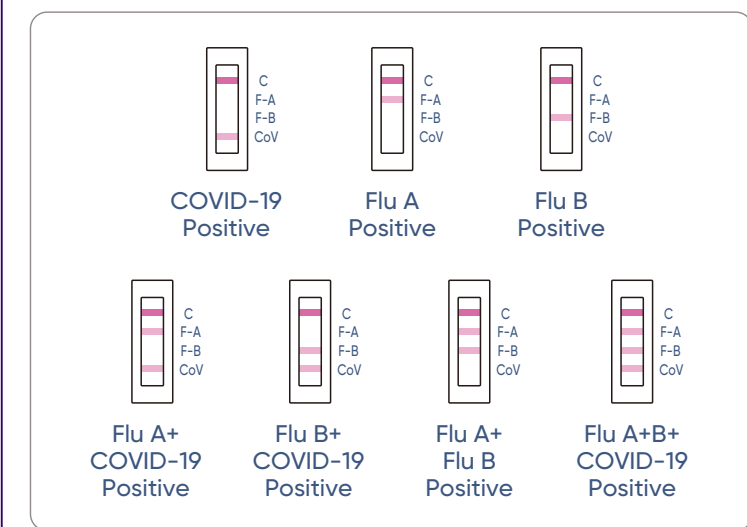 C
F-A
F-B
CoV
COVID-19
Positive
C
F-A
F-B
CoV
Flu A
Positive
C
F-A
F-B
CoV
Flu B
Positive
C
F-A
F-B
CoV
Flu A+
COVID-19
Positive
C
F-A
F-B
CoV
Flu B+
COVID-19
Positive
C
F-A
F-B
CoV
Flu A+
Flu B
Positive
C
F-A
F-B
CoV
Flu A+B+
COVID-19
Positive